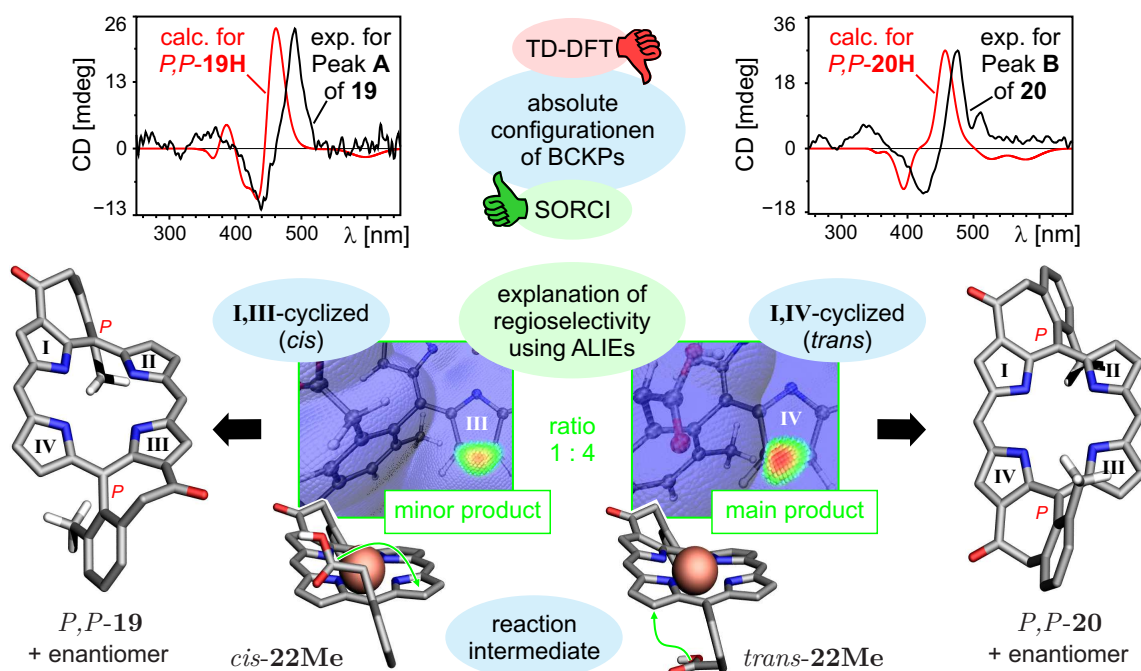 26
13
0
−13
CD [mdeg]
300
400
500
λ [nm]
calc. for
P,P-19H
exp. for
Peak A
of 19
TD-DFT
absolute
configurationen
of BCKPs
SORCI
36
18
0
−18
CD [mdeg]
300
400
500
λ [nm]
calc. for
P,P-20H
exp. for
Peak B
of 20
I,III-cyclized
(cis)
explanation of
regioselectivity
using ALIEs
I,IV-cyclized
(trans)
P
I
II
IV
III
P
III
ratio
1 : 4
IV
P
I
II
IV
III
P
minor product
main product
P,P-19
+ enantiomer
cis-22Me
reaction
intermediate
trans-22Me
P,P-20
+ enantiomer